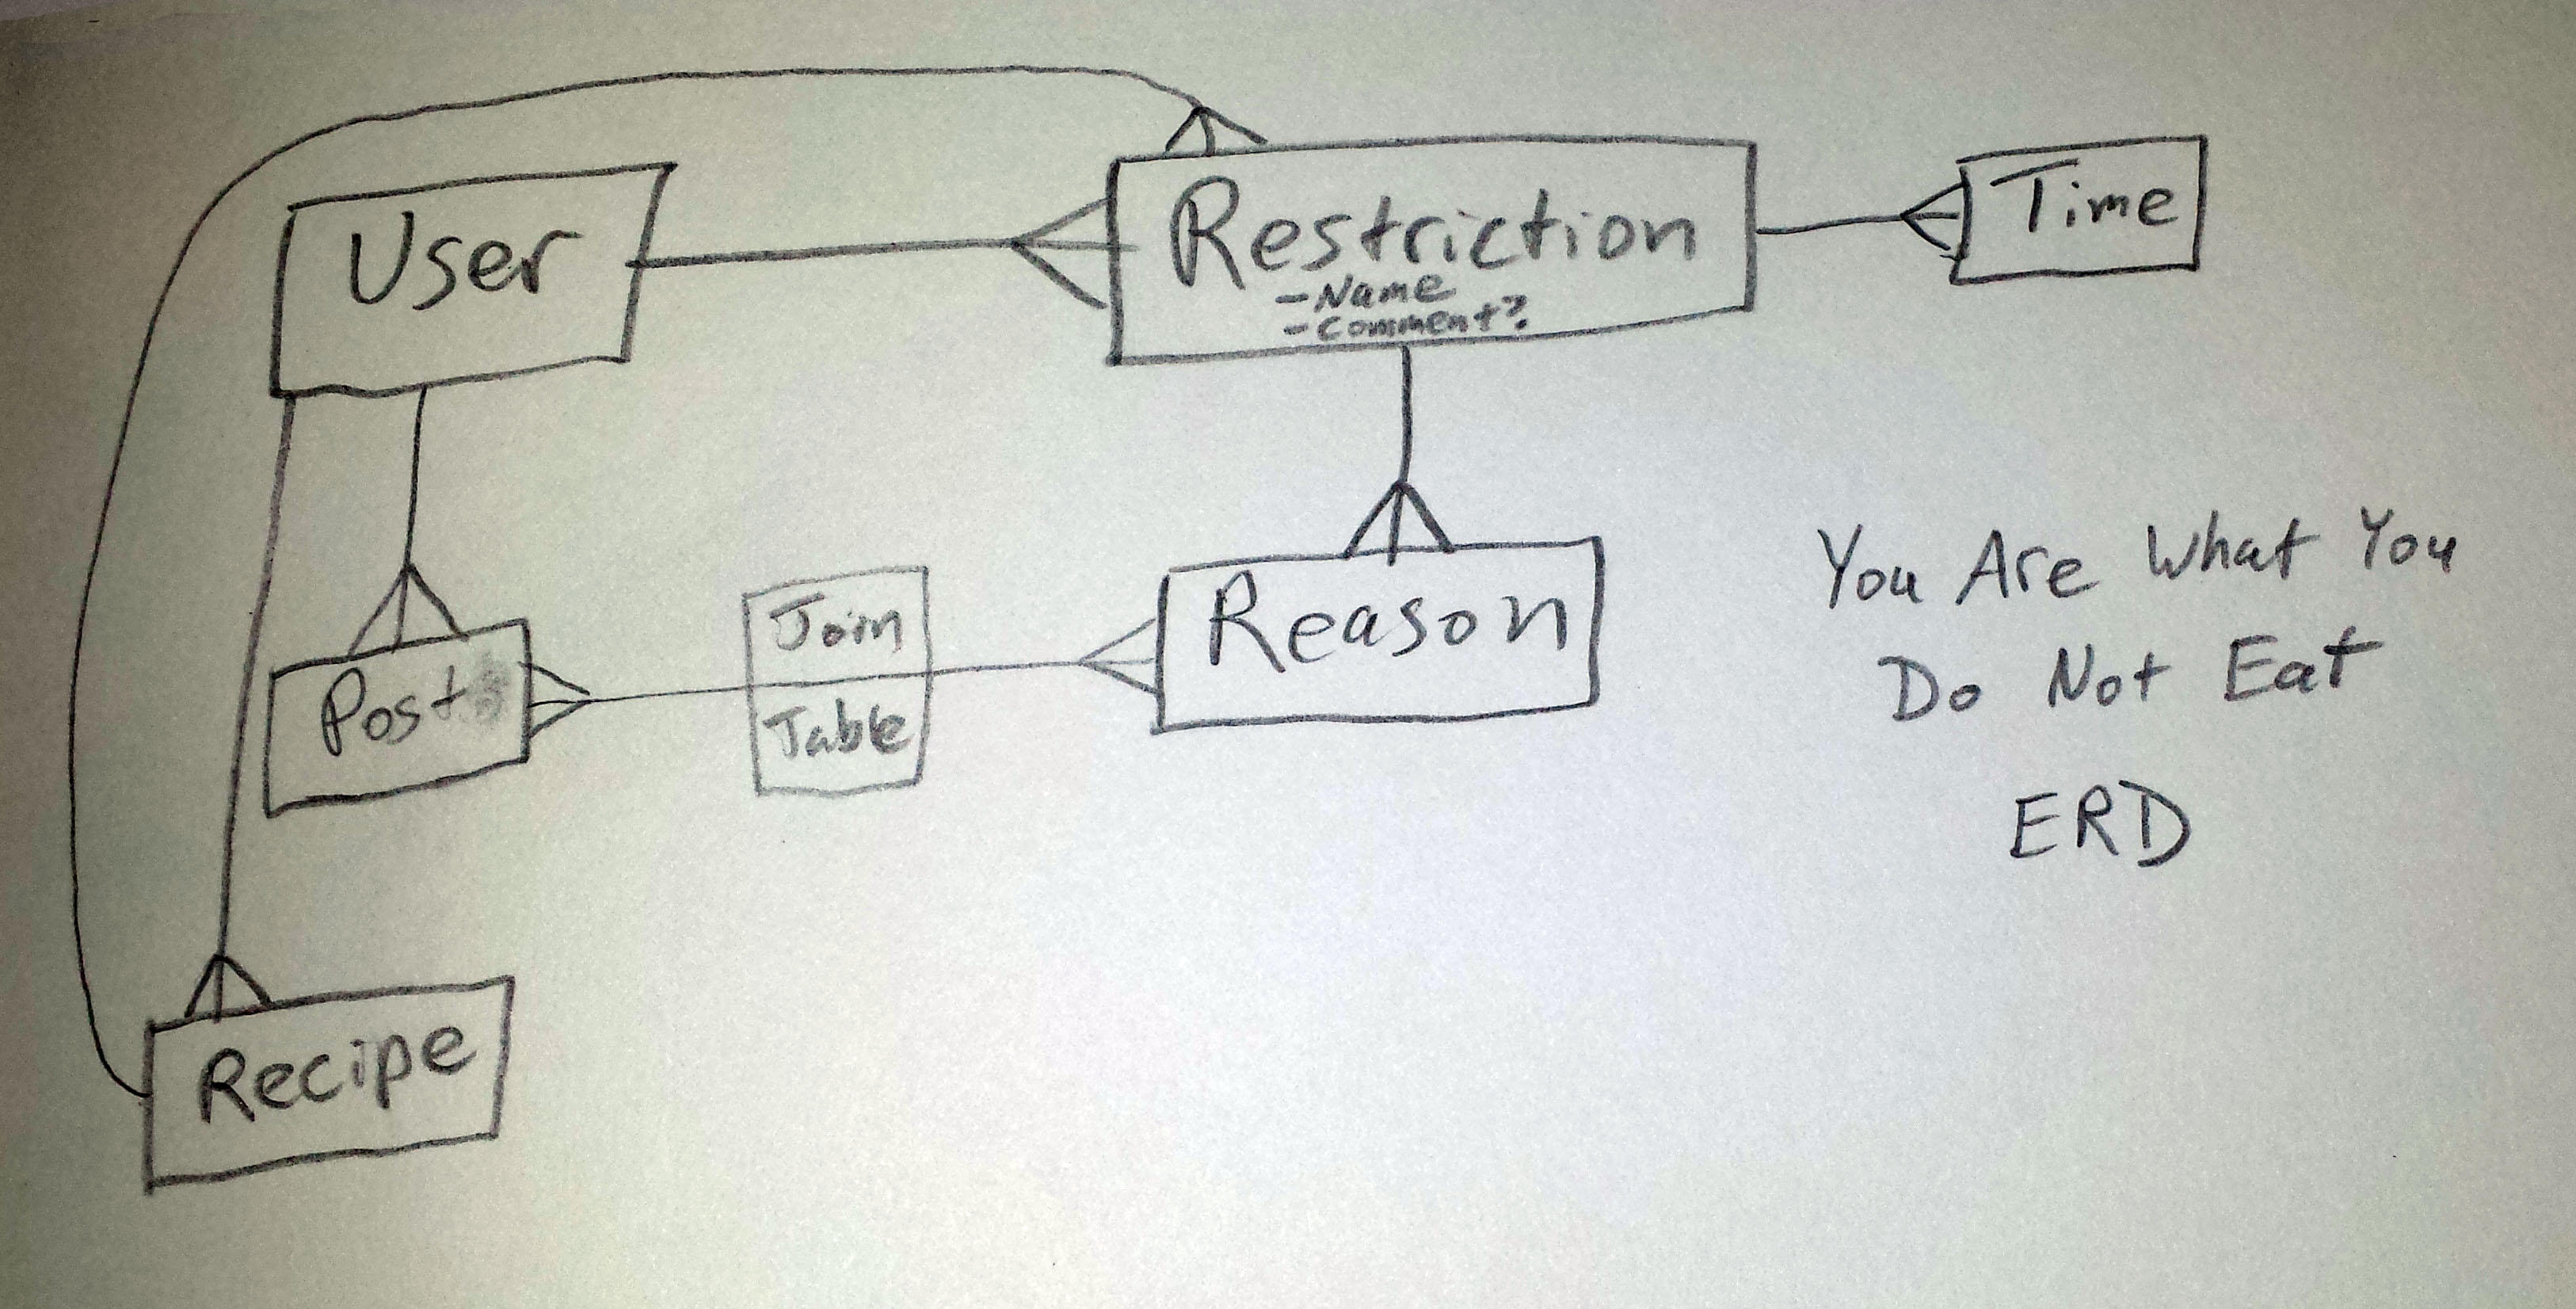 User
Restriction
- Name
- Comment?
Time
Post
Join
Table
Reason
You Are What You
Do Not Eat
ERD
Recipe